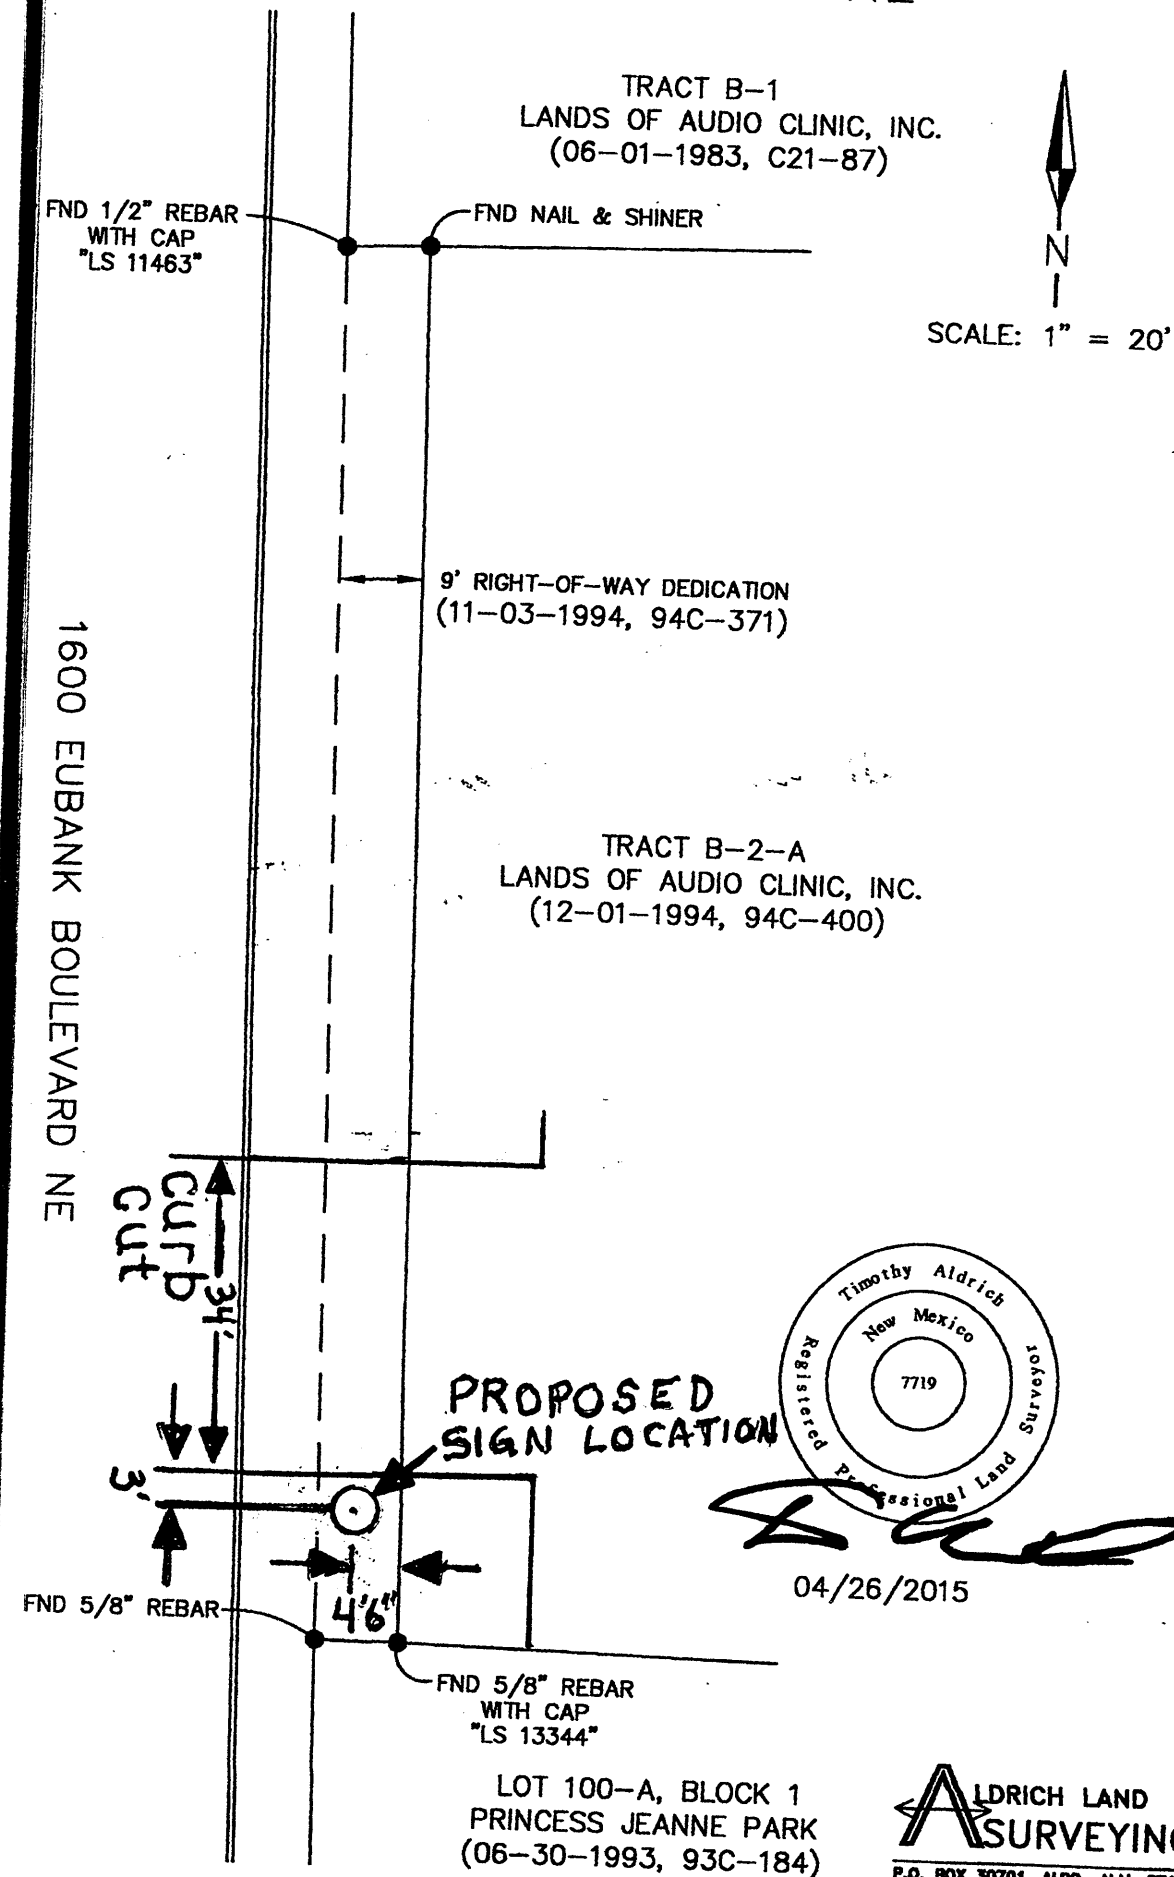 TRACT B-1
LANDS OF AUDIO CLINIC, INC.
(06-01-1983, C21-87)
FND 1/2" REBAR
WITH CAP
"LS 11463"
FND NAIL & SHINER
N
SCALE: 1" = 20'
9' RIGHT-OF-WAY DEDICATION
(11-03-1994, 94C-371)
1600 EUBANK BOULEVARD NE
TRACT B-2-A
LANDS OF AUDIO CLINIC, INC.
(12-01-1994, 94C-400)
Curb
Cut
34'
PROPOSED
SIGN LOCATION
3'
4'6"
Timothy Aldrich
New Mexico
7719
Registered Professional Land Surveyor
04/26/2015
FND 5/8" REBAR
FND 5/8" REBAR
WITH CAP
"LS 13344"
LOT 100-A, BLOCK 1
PRINCESS JEANNE PARK
(06-30-1993, 93C-184)
ALDRICH LAND
SURVEYING
P.O. BOX 30701, ALBQ., N.M.